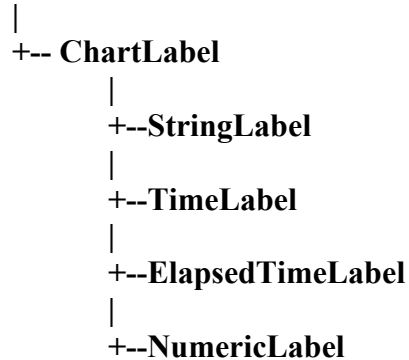 |
+-- ChartLabel
|
+--StringLabel
|
+--TimeLabel
|
+--ElapsedTimeLabel
|
+--NumericLabel